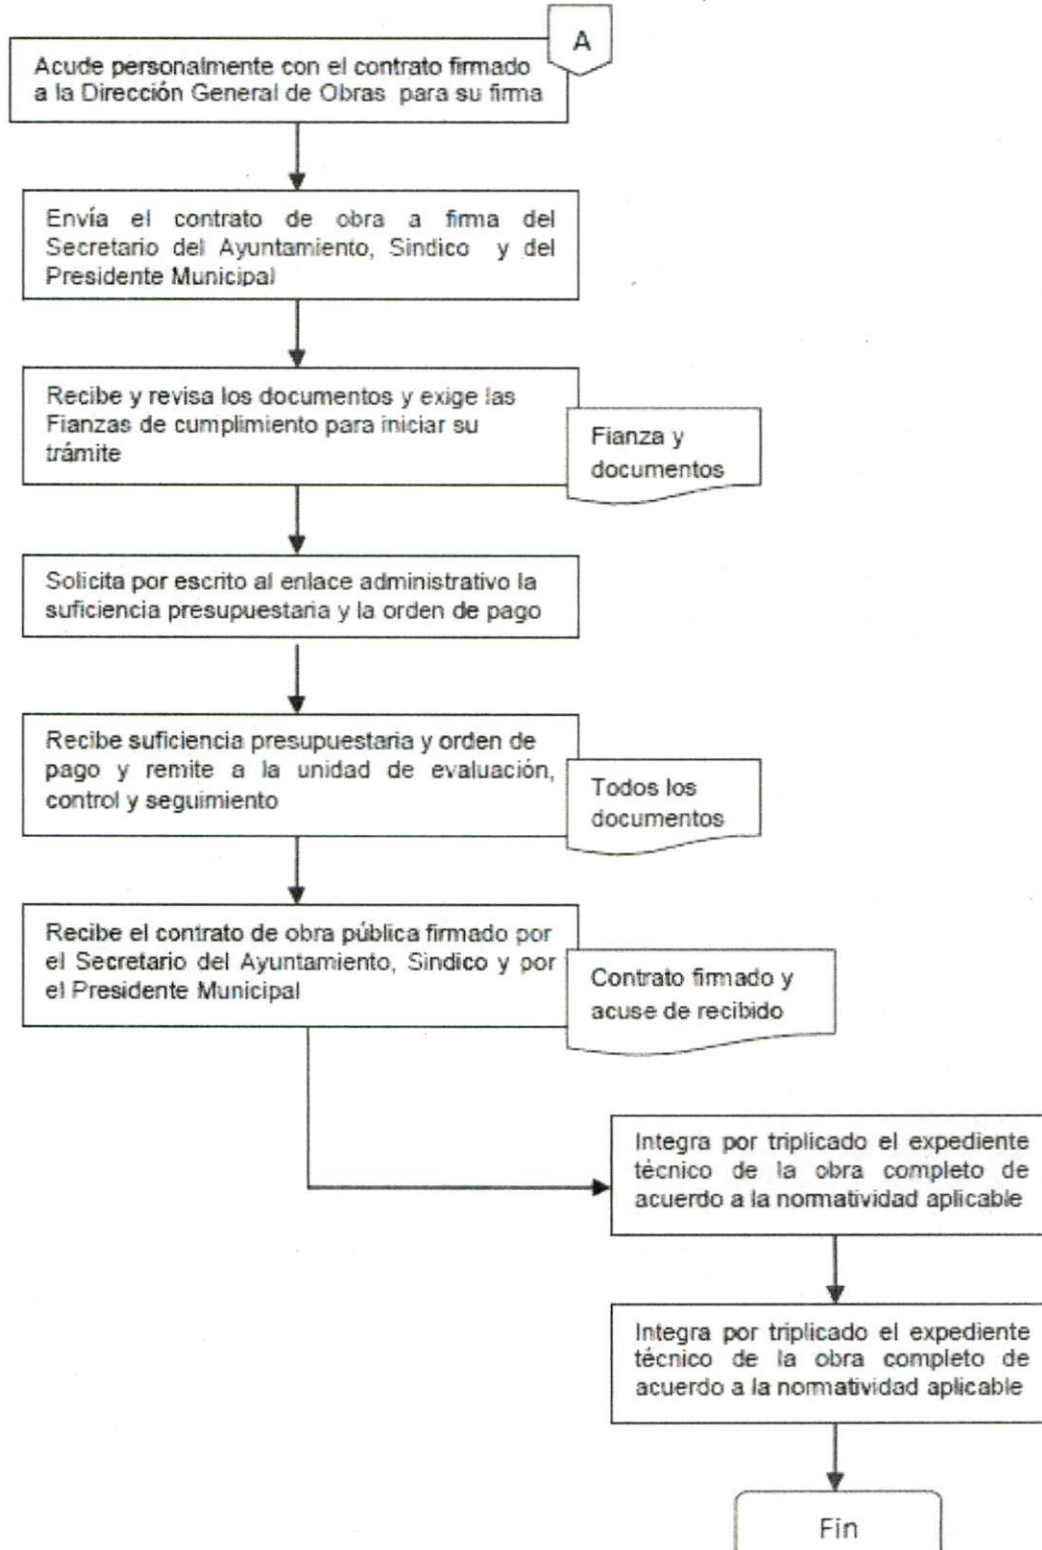 A
Acude personalmente con el contrato firmado
a la Dirección General de Obras para su firma
Envía el contrato de obra a firma del
Secretario del Ayuntamiento, Sindico y del
Presidente Municipal
Recibe y revisa los documentos y exige las
Fianzas de cumplimiento para iniciar su
trámite
Fianza y
documentos
Solicita por escrito al enlace administrativo la
suficiencia presupuestaria y la orden de pago
Recibe suficiencia presupuestaria y orden de
pago y remite a la unidad de evaluación,
control y seguimiento
Todos los
documentos
Recibe el contrato de obra pública firmado por
el Secretario del Ayuntamiento, Sindico y por
el Presidente Municipal
Contrato firmado y
acuse de recibido
Integra por triplicado el expediente
técnico de la obra completo de
acuerdo a la normatividad aplicable
Integra por triplicado el expediente
técnico de la obra completo de
acuerdo a la normatividad aplicable
Fin